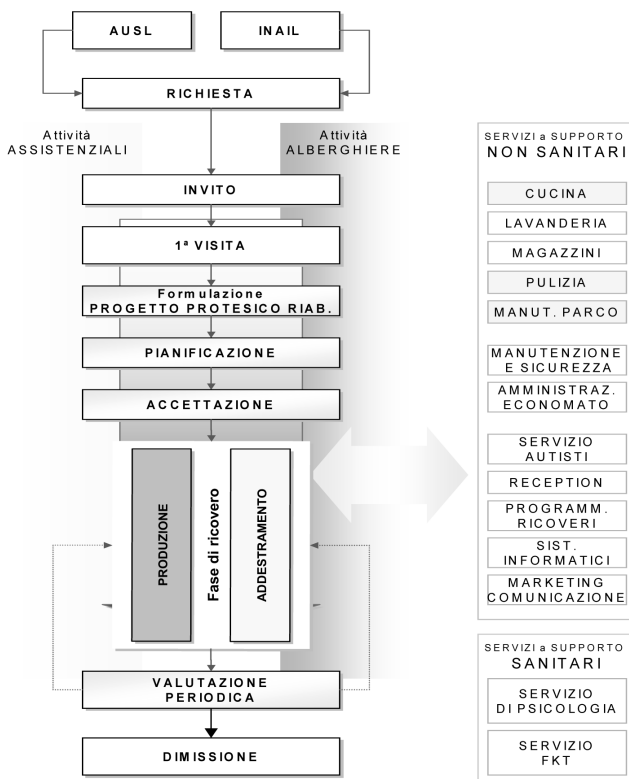 AUSL
INAIL
RICHIESTA
Attività
ASSISTENZIALI
Attività
ALBERGHIERE
INVITO
1ª VISITA
Formulazione
PROGETTO PROTESICO RIAB.
PIANIFICAZIONE
ACCETTAZIONE
PRODUZIONE
Fase di ricovero
ADDESTRAMENTO
VALUTAZIONE
PERIODICA
DIMISSIONE
SERVIZI a SUPPORTO
NON SANITARI
CUCINA
LAVANDERIA
MAGAZZINI
PULIZIA
MANUT. PARCO
MANUTENZIONE
E SICUREZZA
AMMINISTRAZ.
ECONOMATO
SERVIZIO
AUTISTI
RECEPTION
PROGRAMM.
RICOVERI
SIST.
INFORMATICI
MARKETING
COMUNICAZIONE
SERVIZI a SUPPORTO
SANITARI
SERVIZIO
DI PSICOLOGIA
SERVIZIO
FKT